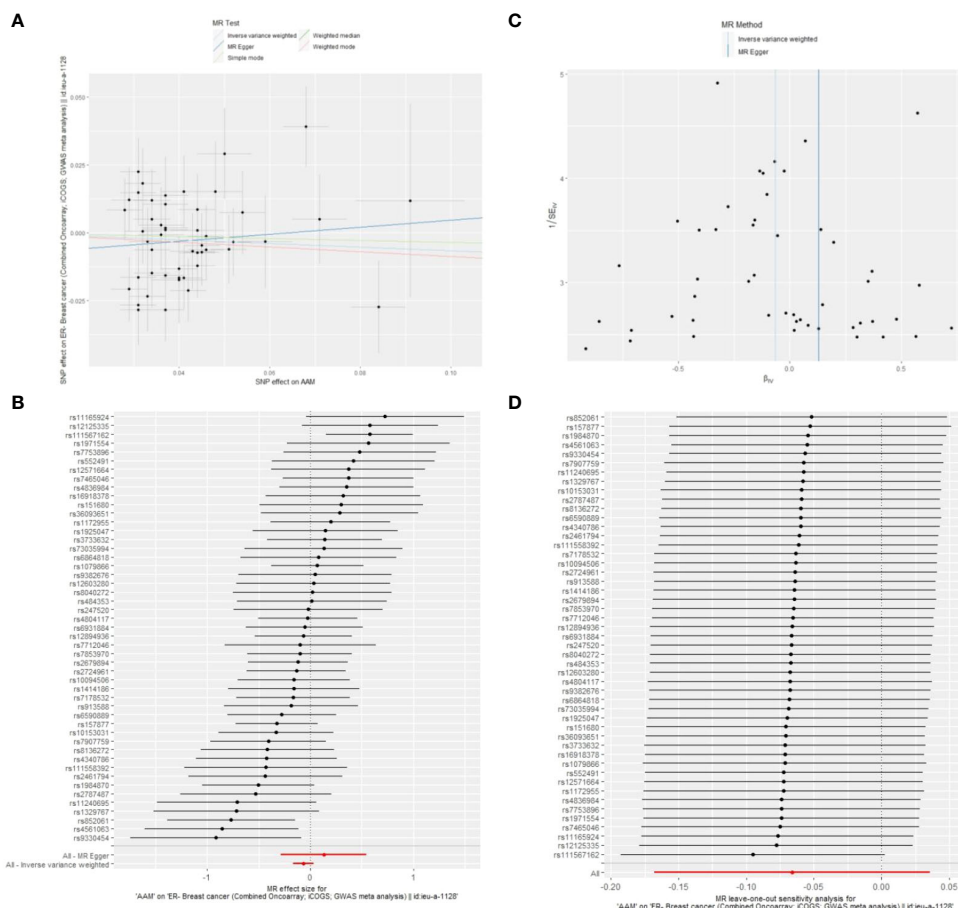 A
MR Test
Inverse variance weighted
Weighted median
MR Egger
Weighted mode
Simple mode
SNP effect on ER- Breast cancer (Combined Oncoarray; iCOGS; GWAS meta analysis) || id:ieu-a-1128
0.050
0.025
0.000
-0.025
0.04
0.06
0.08
0.10
SNP effect on AAM
C
MR Method
Inverse variance weighted
MR Egger
1/SEIV
5
4
3
-0.5
0.0
0.5
βIV
B
rs11165924
rs12125335
rs111567162
rs1971554
rs7753896
rs552491
rs12571664
rs7465046
rs4836984
rs16918378
rs151680
rs36093651
rs1172955
rs1925047
rs3733632
rs73035994
rs6864818
rs1079866
rs9382676
rs12603280
rs8040272
rs484353
rs247520
rs4804117
rs6931884
rs12894936
rs7712046
rs7853970
rs2679894
rs2724961
rs10094506
rs1414186
rs7178532
rs913588
rs6590889
rs157877
rs10153031
rs7907759
rs8136272
rs4340786
rs111558392
rs2461794
rs1984870
rs2787487
rs11240695
rs1329767
rs852061
rs4561063
rs9330454
All - MR Egger
All - Inverse variance weighted
-1
0
1
MR effect size for
'AAM' on 'ER- Breast cancer (Combined Oncoarray; iCOGS; GWAS meta analysis) || id:ieu-a-1128'
D
rs852061
rs157877
rs1984870
rs4561063
rs9330454
rs7907759
rs11240695
rs1329767
rs10153031
rs2787487
rs8136272
rs6590889
rs4340786
rs2461794
rs111558392
rs7178532
rs10094506
rs2724961
rs913588
rs1414186
rs2679894
rs7853970
rs7712046
rs12894936
rs6931884
rs247520
rs8040272
rs484353
rs12603280
rs4804117
rs9382676
rs6864818
rs73035994
rs1925047
rs151680
rs36093651
rs3733632
rs16918378
rs1079866
rs552491
rs12571664
rs1172955
rs4836984
rs7753896
rs1971554
rs7465046
rs11165924
rs12125335
rs111567162
All
-0.20
-0.15
-0.10
-0.05
0.00
0.05
MR leave-one-out sensitivity analysis for
'AAM' on 'ER- Breast cancer (Combined Oncoarray; iCOGS; GWAS meta analysis) || id:ieu-a-1128'